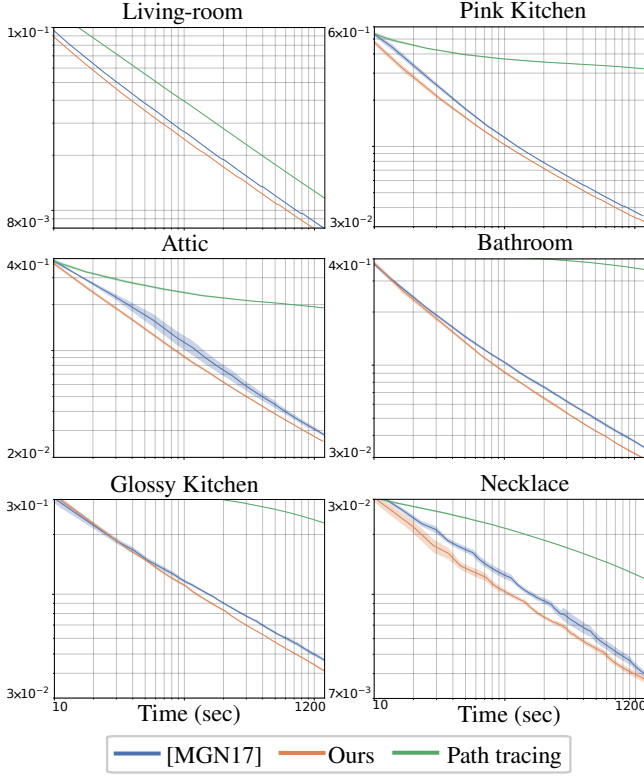 Living-room
Pink Kitchen
1×10⁻¹
8×10⁻³
6×10⁻¹
3×10⁻²
Attic
Bathroom
4×10⁻¹
2×10⁻²
4×10⁻¹
3×10⁻²
Glossy Kitchen
Necklace
3×10⁻¹
3×10⁻²
3×10⁻²
7×10⁻³
10 Time (sec) 1200
10 Time (sec) 1200
[MGN17] Ours Path tracing